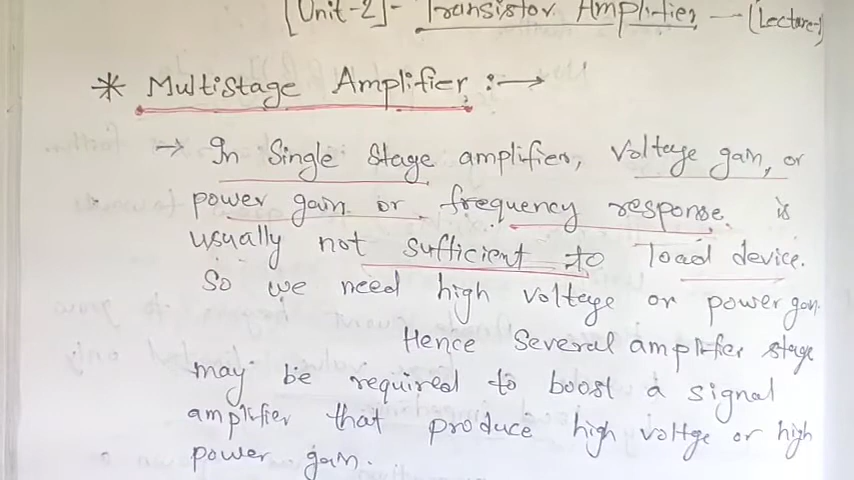 [Unit-2]- Transistor Amplifier — (Lecture-)
* Multistage Amplifier :→
→ In Single Stage amplifier, voltage gain, or
power gain or frequency response is
usually not sufficient to load device.
So we need high voltage or power gan.
Hence Several amplifier stage
may be required to boost a signal
amplifier that produce high voltge or high
power gain.